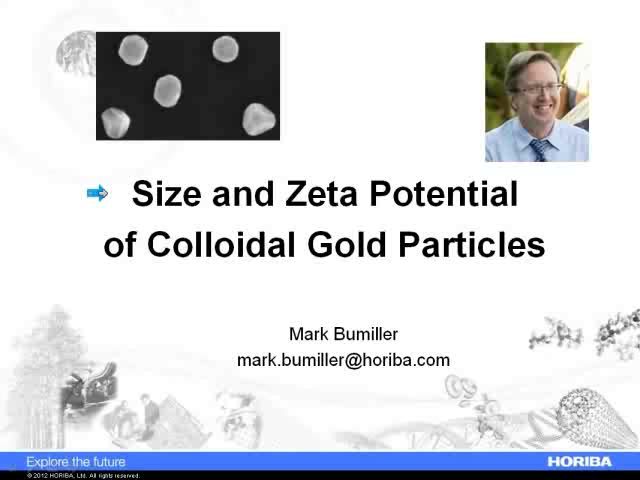 Size and Zeta Potential
of Colloidal Gold Particles
Mark Bumiller
mark.bumiller@horiba.com
Explore the future
HORIBA
© 2012 HORIBA, Ltd. All rights reserved.